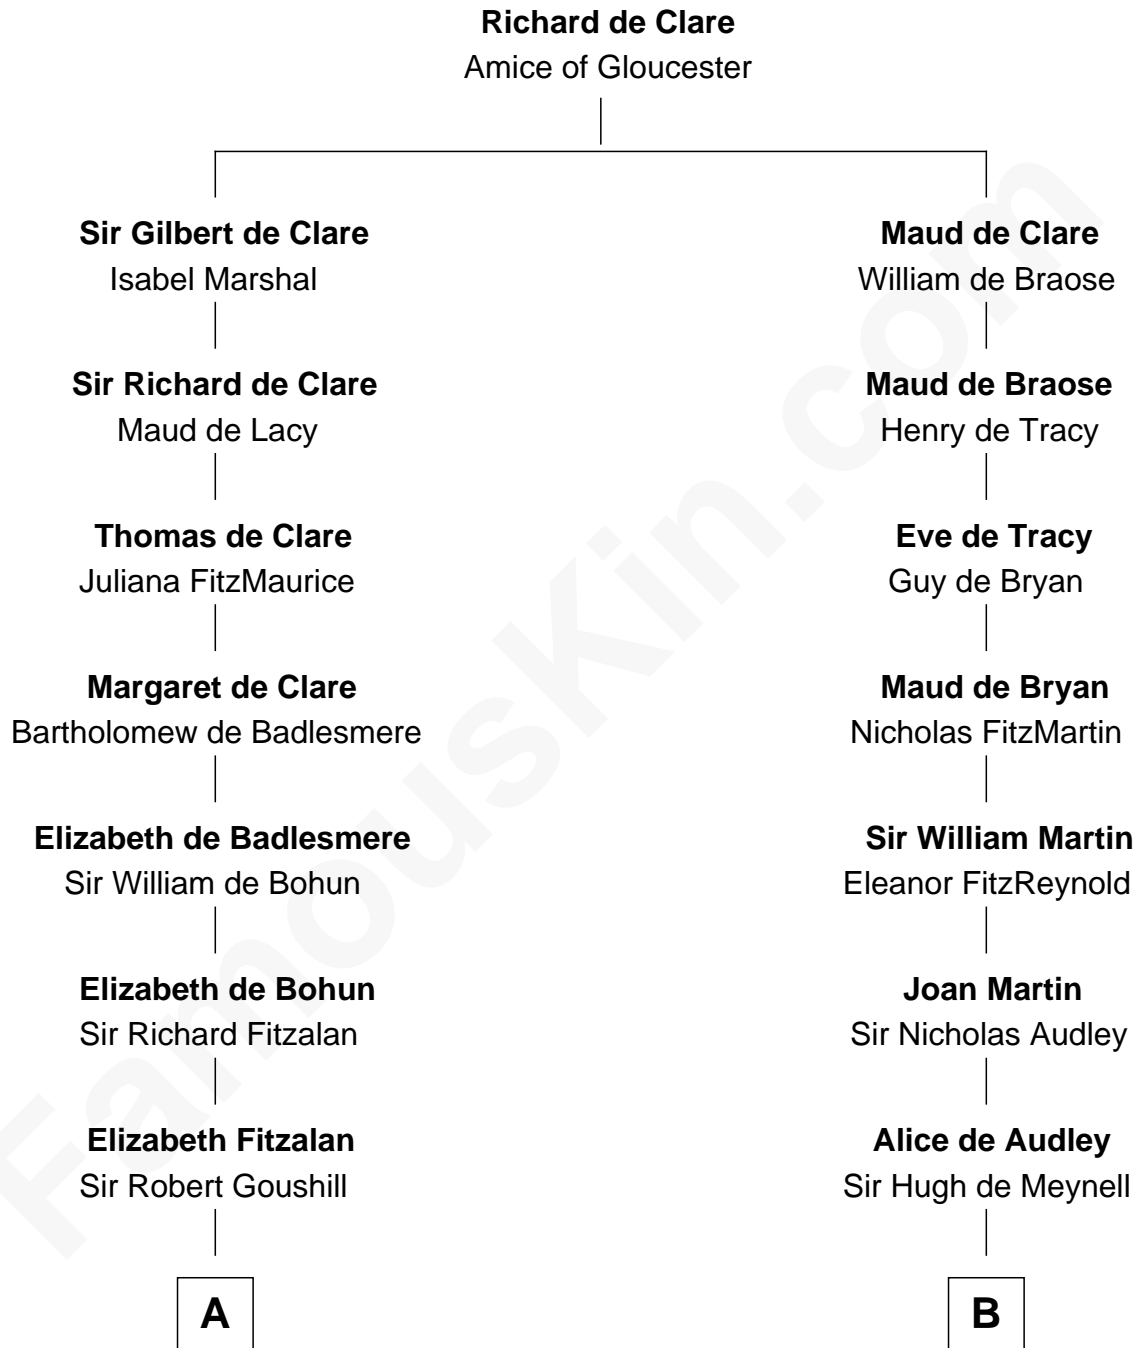 Richard de Clare
Amice of Gloucester
Sir Gilbert de Clare
Isabel Marshal
Sir Richard de Clare
Maud de Lacy
Thomas de Clare
Juliana FitzMaurice
Margaret de Clare
Bartholomew de Badlesmere
Elizabeth de Badlesmere
Sir William de Bohun
Elizabeth de Bohun
Sir Richard Fitzalan
Elizabeth Fitzalan
Sir Robert Goushill
A
Maud de Clare
William de Braose
Maud de Braose
Henry de Tracy
Eve de Tracy
Guy de Bryan
Maud de Bryan
Nicholas FitzMartin
Sir William Martin
Eleanor FitzReynold
Joan Martin
Sir Nicholas Audley
Alice de Audley
Sir Hugh de Meynell
B
FamousKin.com